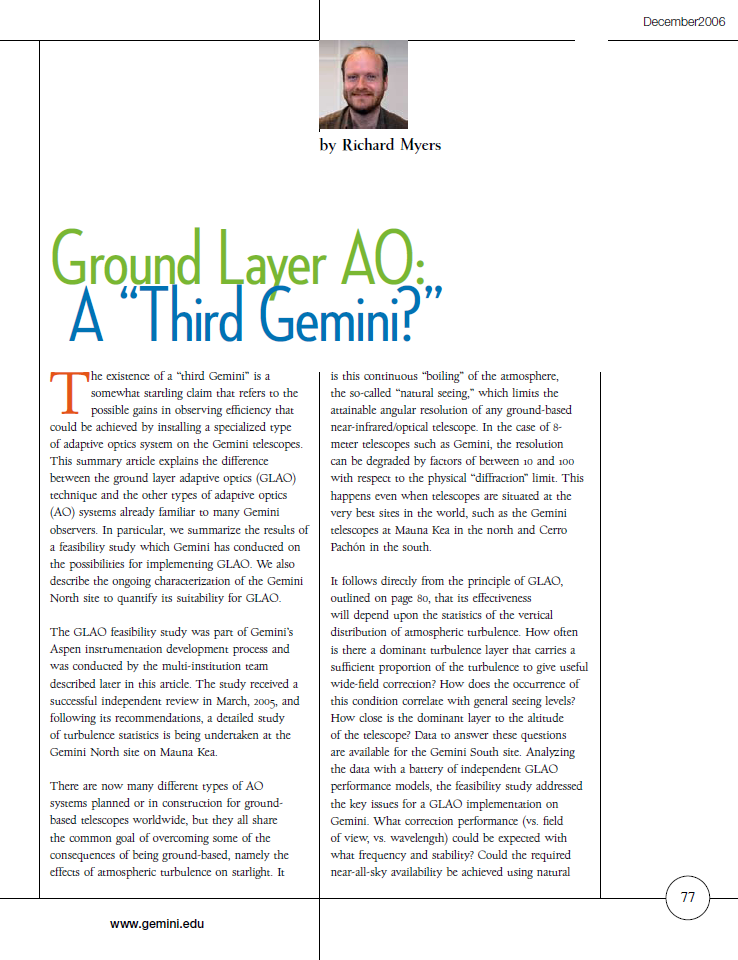 December2006
by Richard Myers
Ground Layer AO:
A “Third Gemini?”
The existence of a “third Gemini” is a
somewhat startling claim that refers to the
possible gains in observing efficiency that
could be achieved by installing a specialized type
of adaptive optics system on the Gemini telescopes.
This summary article explains the difference
between the ground layer adaptive optics (GLAO)
technique and the other types of adaptive optics
(AO) systems already familiar to many Gemini
observers. In particular, we summarize the results of
a feasibility study which Gemini has conducted on
the possibilities for implementing GLAO. We also
describe the ongoing characterization of the Gemini
North site to quantify its suitability for GLAO.
The GLAO feasibility study was part of Gemini’s
Aspen instrumentation development process and
was conducted by the multi-institution team
described later in this article. The study received a
successful independent review in March, 2005, and
following its recommendations, a detailed study
of turbulence statistics is being undertaken at the
Gemini North site on Mauna Kea.
There are now many different types of AO
systems planned or in construction for ground-
based telescopes worldwide, but they all share
the common goal of overcoming some of the
consequences of being ground-based, namely the
effects of atmospheric turbulence on starlight. It
is this continuous “boiling” of the atmosphere,
the so-called “natural seeing,” which limits the
attainable angular resolution of any ground-based
near-infrared/optical telescope. In the case of 8-
meter telescopes such as Gemini, the resolution
can be degraded by factors of between 10 and 100
with respect to the physical “diffraction” limit. This
happens even when telescopes are situated at the
very best sites in the world, such as the Gemini
telescopes at Mauna Kea in the north and Cerro
Pachón in the south.
It follows directly from the principle of GLAO,
outlined on page 80, that its effectiveness
will depend upon the statistics of the vertical
distribution of atmospheric turbulence. How often
is there a dominant turbulence layer that carries a
sufficient proportion of the turbulence to give useful
wide-field correction? How does the occurrence of
this condition correlate with general seeing levels?
How close is the dominant layer to the altitude
of the telescope? Data to answer these questions
are available for the Gemini South site. Analyzing
the data with a battery of independent GLAO
performance models, the feasibility study addressed
the key issues for a GLAO implementation on
Gemini. What correction performance (vs. field
of view, vs. wavelength) could be expected with
what frequency and stability? Could the required
near-all-sky availability be achieved using natural
77
www.gemini.edu